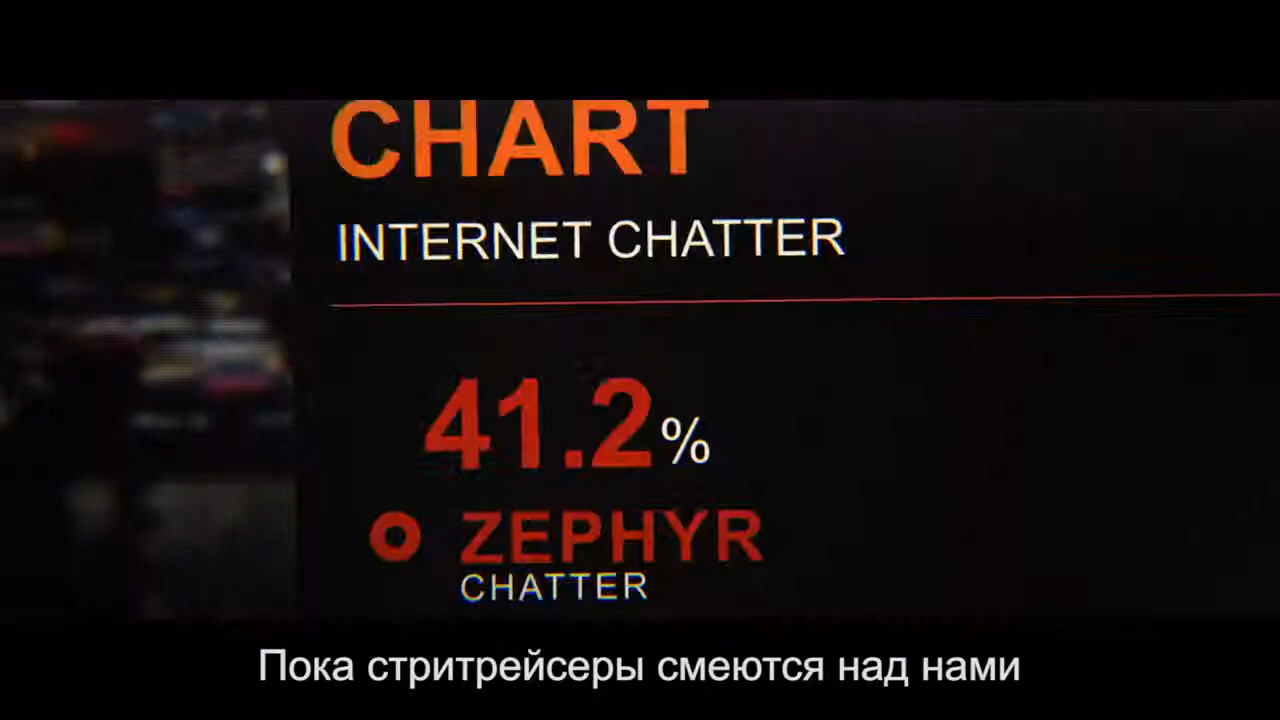 CHART
INTERNET CHATTER
41.2%
ZEPHYR
CHATTER
Пока стритрейсеры смеются над нами